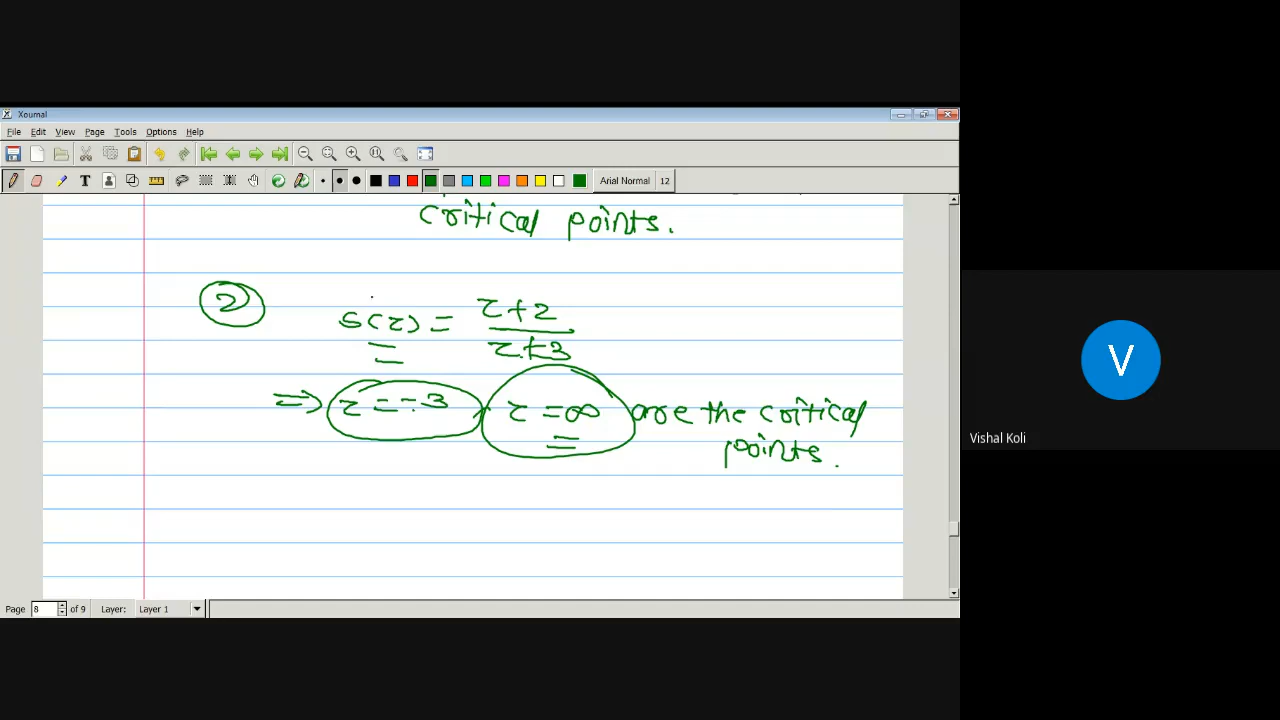 Xournal
File Edit View Page Tools Options Help
T Arial Normal 12
critical points.
② S(z) = z+2 / z+3
⇒ z = -3, z = ∞ are the critical
points.
Page 8 of 9 Layer: Layer 1
V
Vishal Koli